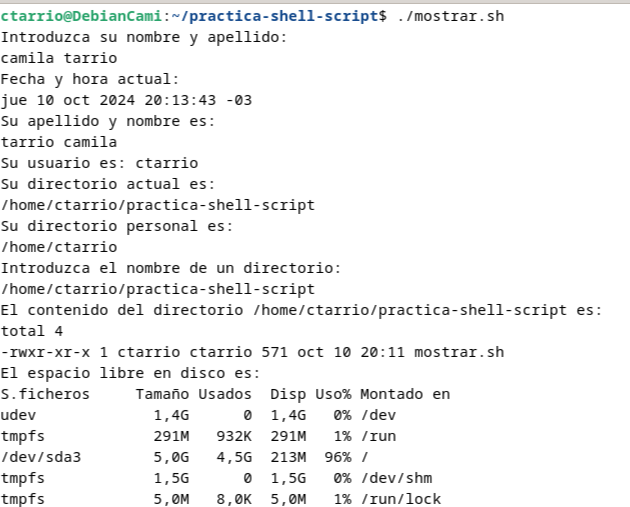 ctarrio@DebianCami:~/practica-shell-script$ ./mostrar.sh
Introduzca su nombre y apellido:
camila tarrio
Fecha y hora actual:
jue 10 oct 2024 20:13:43 -03
Su apellido y nombre es:
tarrio camila
Su usuario es: ctarrio
Su directorio actual es:
/home/ctarrio/practica-shell-script
Su directorio personal es:
/home/ctarrio
Introduzca el nombre de un directorio:
/home/ctarrio/practica-shell-script
El contenido del directorio /home/ctarrio/practica-shell-script es:
total 4
-rwxr-xr-x 1 ctarrio ctarrio 571 oct 10 20:11 mostrar.sh
El espacio libre en disco es:
S.ficheros     Tamaño Usados  Disp Uso% Montado en
udev             1,4G      0  1,4G   0% /dev
tmpfs            291M   932K  291M   1% /run
/dev/sda3        5,0G   4,5G  213M  96% /
tmpfs            1,5G      0  1,5G   0% /dev/shm
tmpfs            5,0M   8,0K  5,0M   1% /run/lock